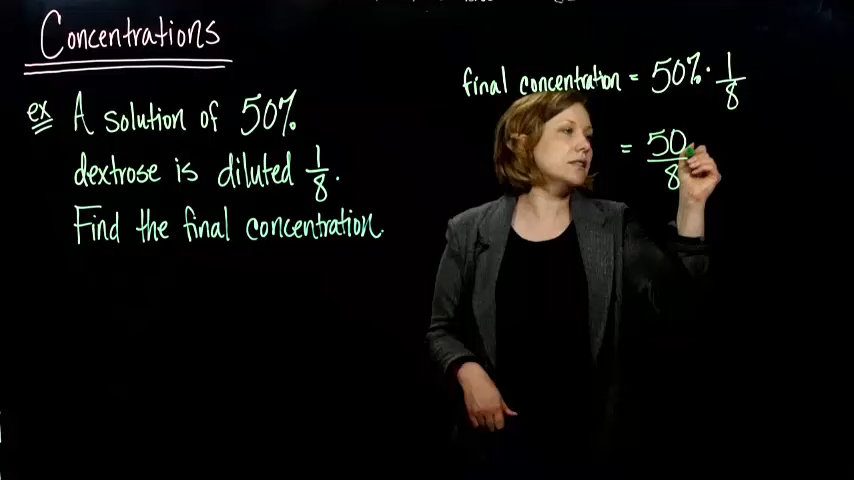 Concentrations
ex A solution of 50%
dextrose is diluted 1/8.
Find the final concentration.
final concentration = 50% · 1/8
= 50/8